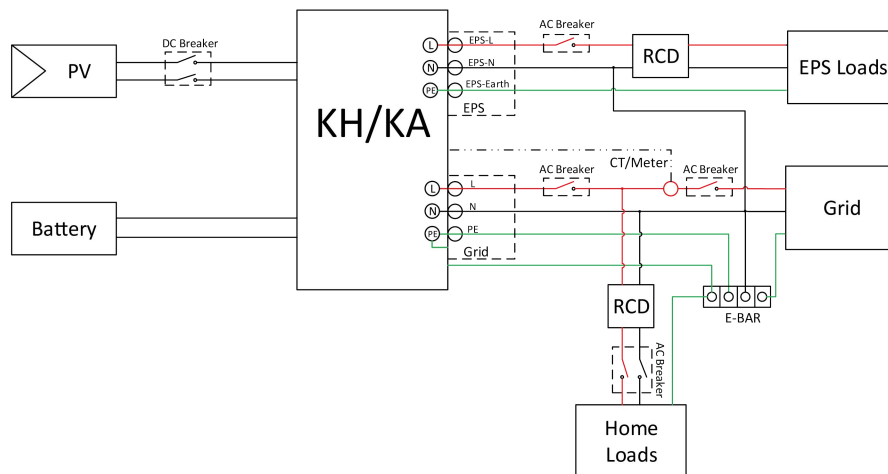 DC Breaker
PV
KH/KA
L
EPS-L
AC Breaker
N
EPS-N
RCD
PE
EPS-Earth
EPS
EPS Loads
CT/Meter
L
L
AC Breaker
AC Breaker
N
N
PE
PE
Grid
Grid
Battery
E-BAR
RCD
AC Breaker
Home
Loads